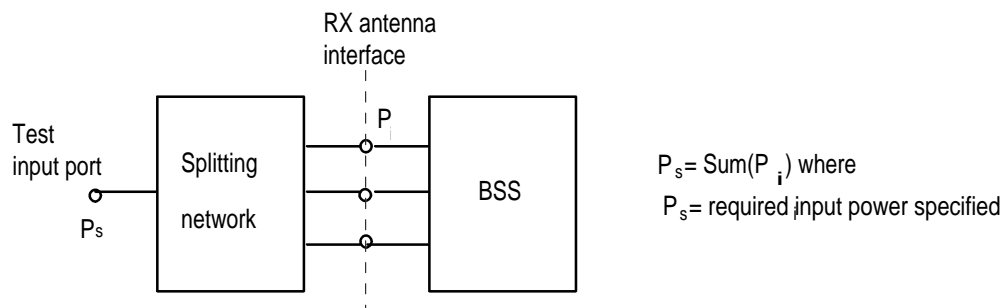 RX antenna
interface
Test
input port
Ps
Splitting
network
Pi
BSS
Ps= Sum(Pi) where
Ps= required input power specified